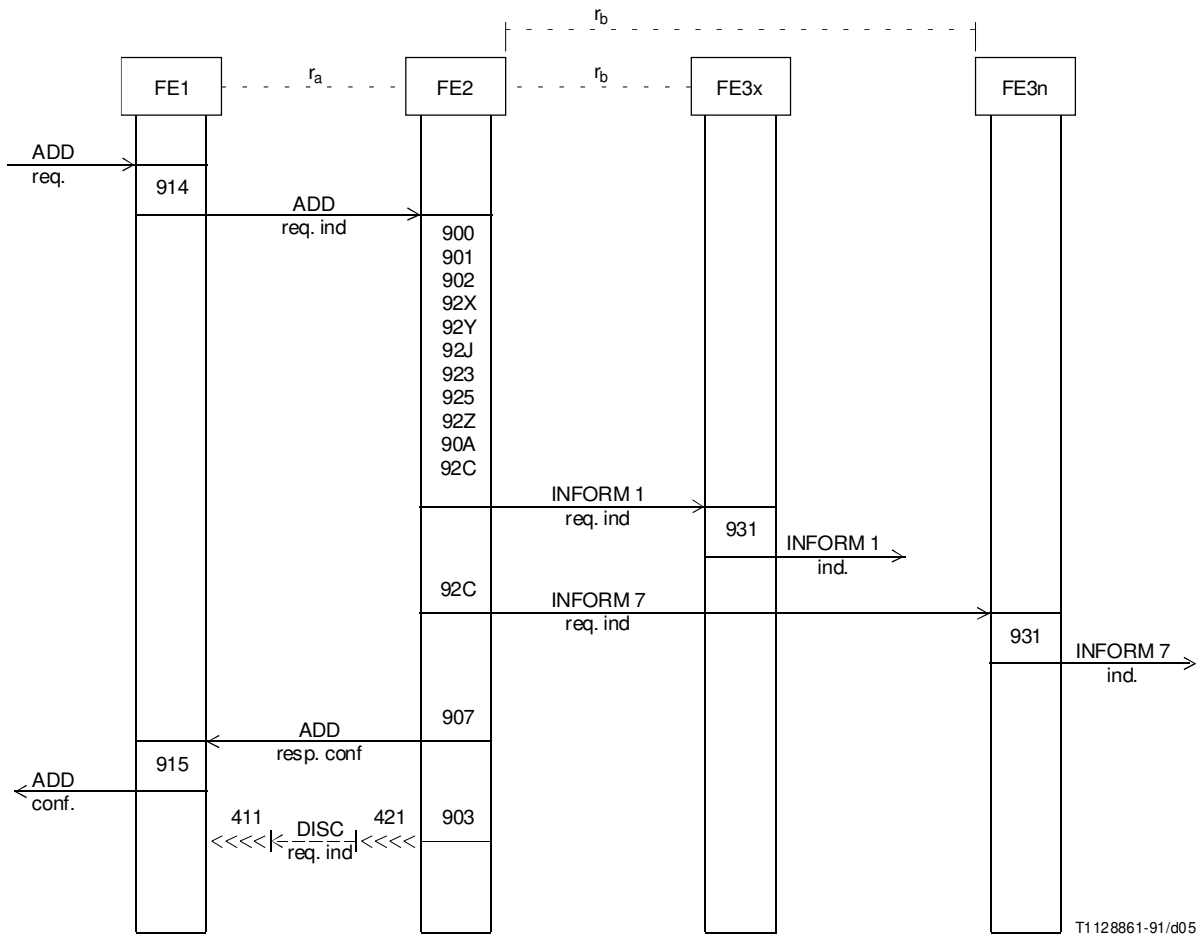 r_b
FE1
r_a
FE2
r_b
FE3x
FE3n
ADD
req.
914
ADD
req. ind
900
901
902
92X
92Y
92J
923
925
92Z
90A
92C
INFORM 1
req. ind
931
INFORM 1
ind.
92C
INFORM 7
req. ind
931
INFORM 7
ind.
907
ADD
resp. conf
915
ADD
conf.
411
DISC
req. ind
421
903
T1128861-91/d05